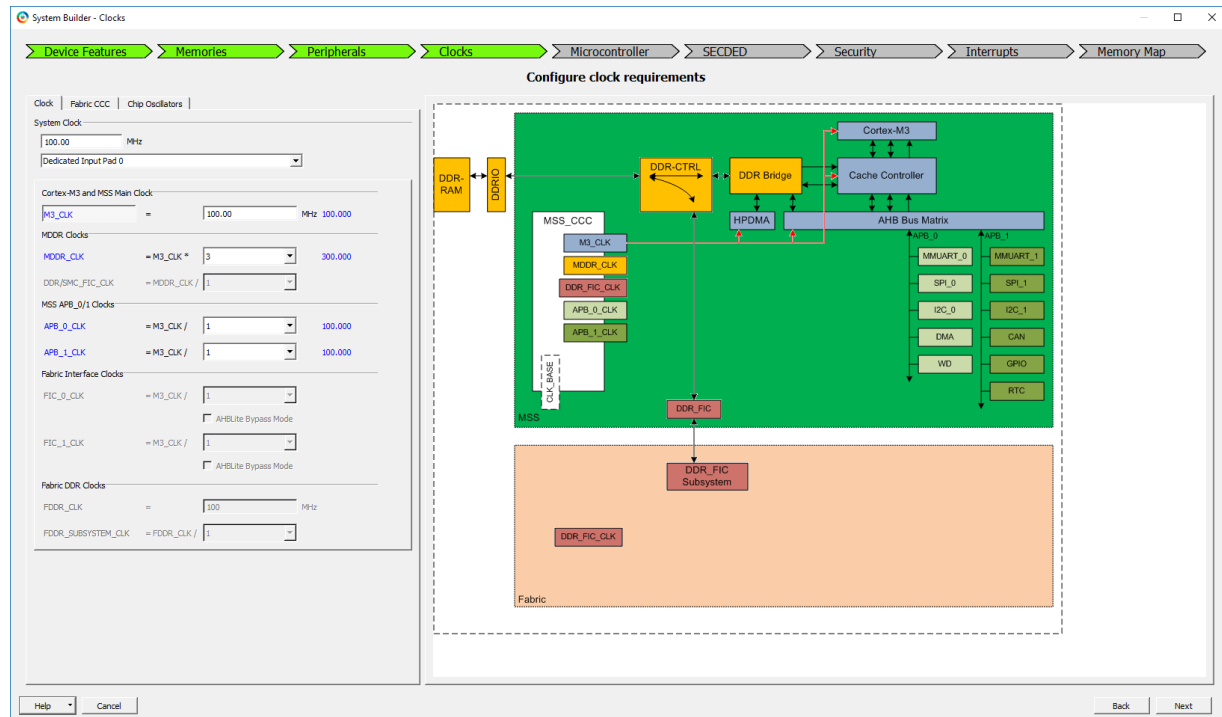 System Builder - Clocks
Device Features
Memories
Peripherals
Clocks
Microcontroller
SECDED
Security
Interrupts
Memory Map
Configure clock requirements
Clock
Fabric CCC
Chip Oscillators
System Clock
100.00 MHz
Dedicated Input Pad 0
Cortex-M3 and MSS Main Clock
M3_CLK = 100.00 MHz 100.000
MDDR Clocks
MDDR_CLK = M3_CLK * 3 300.000
DDR/SMC_FIC_CLK = MDDR_CLK / 1
MSS APB_0/1 Clocks
APB_0_CLK = M3_CLK / 1 100.000
APB_1_CLK = M3_CLK / 1 100.000
Fabric Interface Clocks
FIC_0_CLK = M3_CLK / 1
AHBLite Bypass Mode
FIC_1_CLK = M3_CLK / 1
AHBLite Bypass Mode
Fabric DDR Clocks
FDDR_CLK = 100 MHz
FDDR_SUBSYSTEM_CLK = FDDR_CLK / 1
DDR-
RAM
DDRIO
DDR-CTRL
DDR Bridge
Cortex-M3
Cache Controller
HPDMA
AHB Bus Matrix
MSS_CCC
M3_CLK
MDDR_CLK
DDR_FIC_CLK
APB_0_CLK
APB_1_CLK
CLK_BASE
APB_0
APB_1
MMUART_0
MMUART_1
SPI_0
SPI_1
I2C_0
I2C_1
DMA
CAN
WD
GPIO
RTC
DDR_FIC
MSS
DDR_FIC
Subsystem
DDR_FIC_CLK
Fabric
Help
Cancel
Back
Next